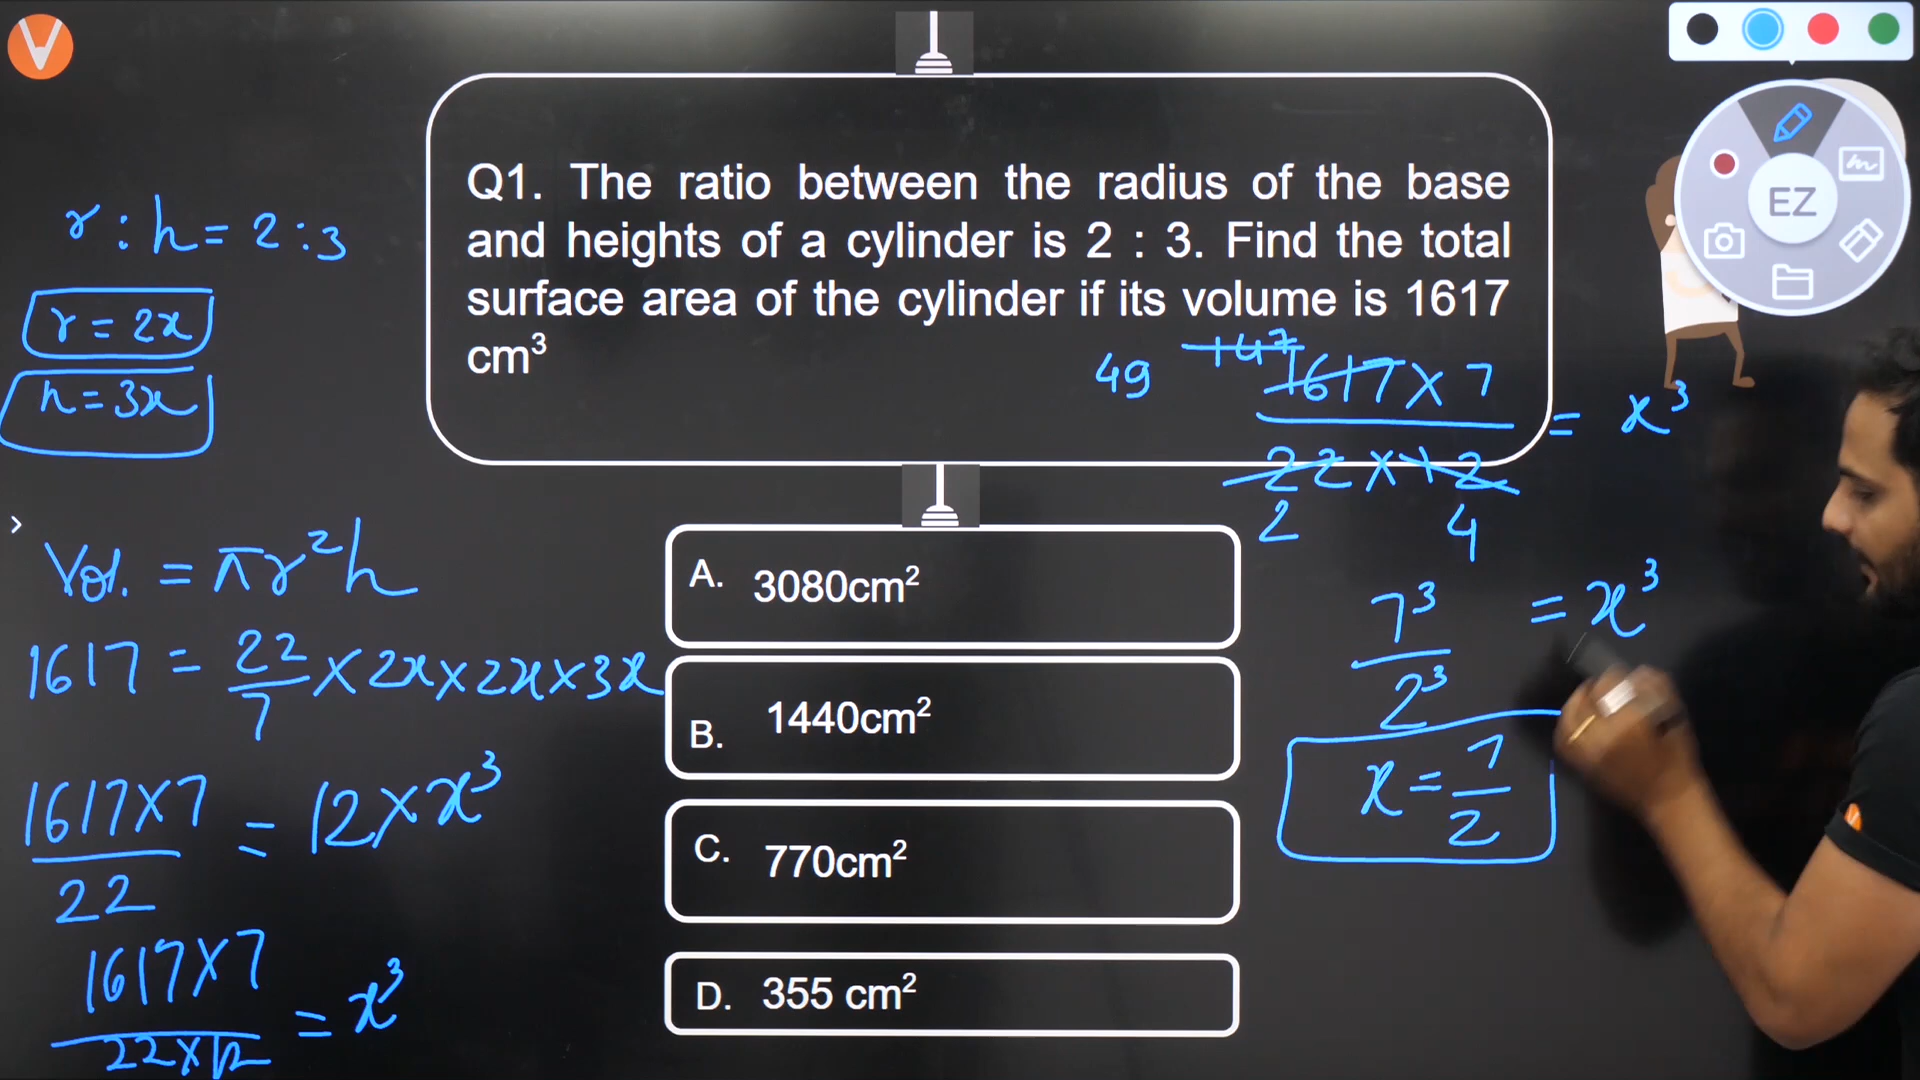 Q1. The ratio between the radius of the base
and heights of a cylinder is 2 : 3. Find the total
surface area of the cylinder if its volume is 1617
cm³
r : h = 2 : 3
r = 2x
h = 3x
Vol. = πr²h
1617 = 22/7 × 2x × 2x × 3x
1617×7/22 = 12 × x³
1617×7/22×12 = x³
49 147
1617 × 7 / 22 × 12 = x³
2 4
7³/2³ = x³
x = 7/2
A. 3080cm²
B. 1440cm²
C. 770cm²
D. 355 cm²
EZ